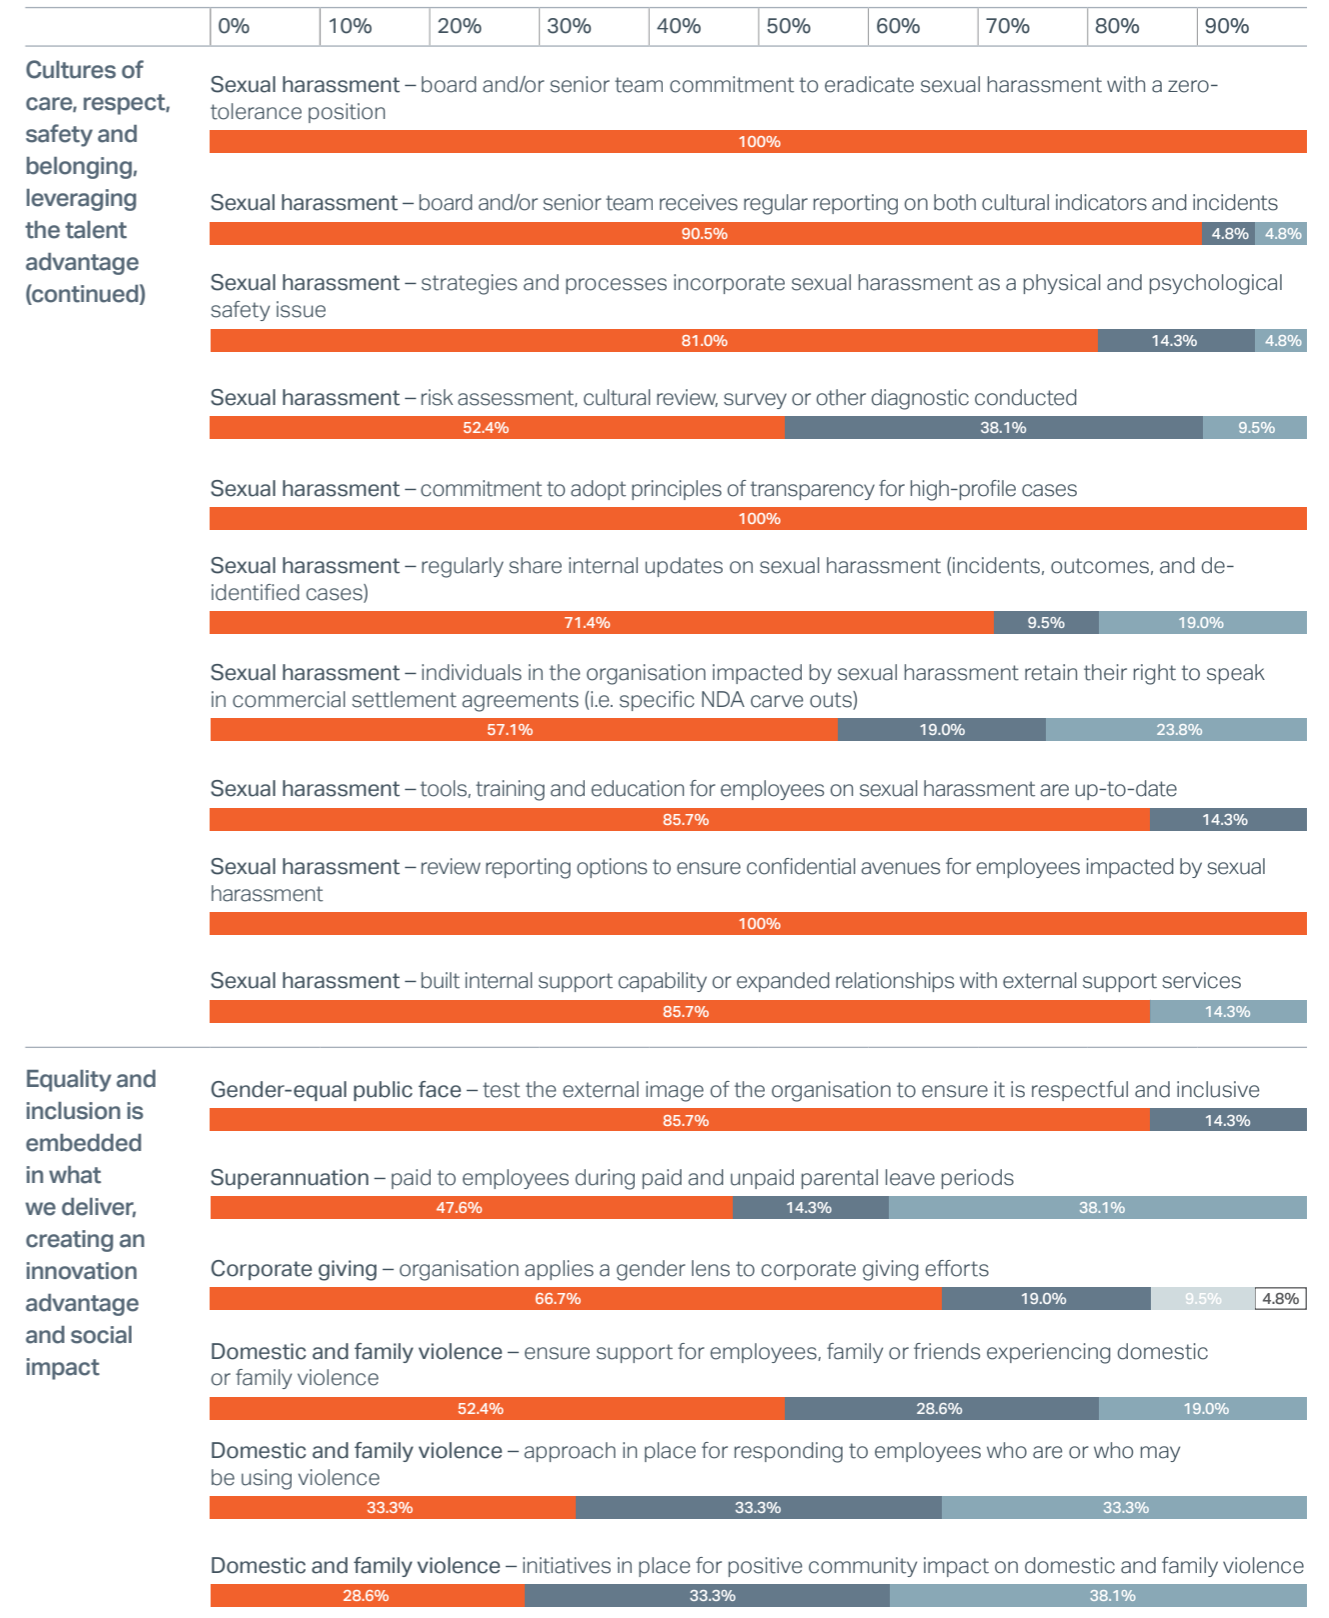 0% 10% 20% 30% 40% 50% 60% 70% 80% 90%
Cultures of
care, respect,
safety and
belonging,
leveraging
the talent
advantage
(continued)
Sexual harassment – board and/or senior team commitment to eradicate sexual harassment with a zero-
tolerance position
100%
Sexual harassment – board and/or senior team receives regular reporting on both cultural indicators and incidents
90.5% 4.8% 4.8%
Sexual harassment – strategies and processes incorporate sexual harassment as a physical and psychological
safety issue
81.0% 14.3% 4.8%
Sexual harassment – risk assessment, cultural review, survey or other diagnostic conducted
52.4% 38.1% 9.5%
Sexual harassment – commitment to adopt principles of transparency for high-profile cases
100%
Sexual harassment – regularly share internal updates on sexual harassment (incidents, outcomes, and de-
identified cases)
71.4% 9.5% 19.0%
Sexual harassment – individuals in the organisation impacted by sexual harassment retain their right to speak
in commercial settlement agreements (i.e. specific NDA carve outs)
57.1% 19.0% 23.8%
Sexual harassment – tools, training and education for employees on sexual harassment are up-to-date
85.7% 14.3%
Sexual harassment – review reporting options to ensure confidential avenues for employees impacted by sexual
harassment
100%
Sexual harassment – built internal support capability or expanded relationships with external support services
85.7% 14.3%
Equality and
inclusion is
embedded
in what
we deliver,
creating an
innovation
advantage
and social
impact
Gender-equal public face – test the external image of the organisation to ensure it is respectful and inclusive
85.7% 14.3%
Superannuation – paid to employees during paid and unpaid parental leave periods
47.6% 14.3% 38.1%
Corporate giving – organisation applies a gender lens to corporate giving efforts
66.7% 19.0% 9.5% 4.8%
Domestic and family violence – ensure support for employees, family or friends experiencing domestic
or family violence
52.4% 28.6% 19.0%
Domestic and family violence – approach in place for responding to employees who are or who may
be using violence
33.3% 33.3% 33.3%
Domestic and family violence – initiatives in place for positive community impact on domestic and family violence
28.6% 33.3% 38.1%